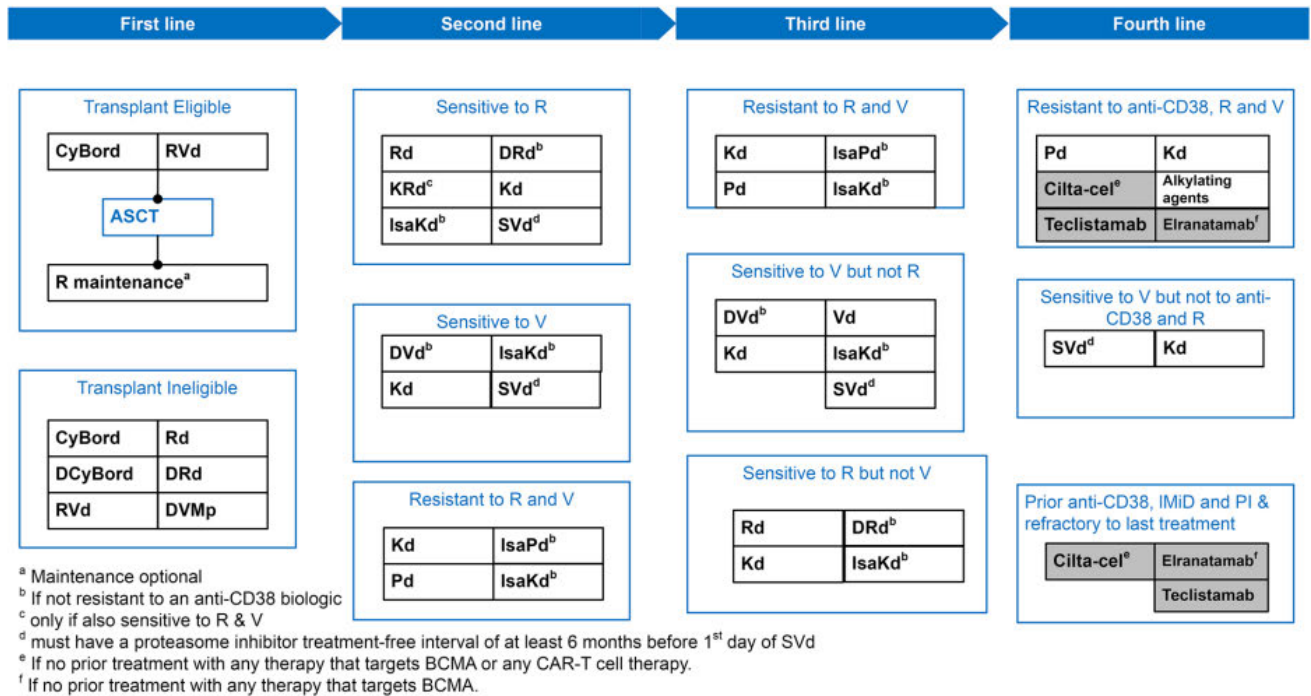 First line
Second line
Third line
Fourth line
Transplant Eligible
CyBord RVd
ASCT
R maintenanceᵃ
Transplant Ineligible
CyBord Rd
DCyBord DRd
RVd DVMp
Sensitive to R
Rd DRdᵇ
KRdᶜ Kd
IsaKdᵇ SVdᵈ
Sensitive to V
DVdᵇ IsaKdᵇ
Kd SVdᵈ
Resistant to R and V
Kd IsaPdᵇ
Pd IsaKdᵇ
Resistant to R and V
Kd IsaPdᵇ
Pd IsaKdᵇ
Sensitive to V but not R
DVdᵇ Vd
Kd IsaKdᵇ
SVdᵈ
Sensitive to R but not V
Rd DRdᵇ
Kd IsaKdᵇ
Resistant to anti-CD38, R and V
Pd Kd
Cilta-celᵉ Alkylating
agents
Teclistamab Elranatamabᶠ
Sensitive to V but not to anti-
CD38 and R
SVdᵈ Kd
Prior anti-CD38, IMiD and PI &
refractory to last treatment
Cilta-celᵉ Elranatamabᶠ
Teclistamab
ᵃ Maintenance optional
ᵇ If not resistant to an anti-CD38 biologic
ᶜ only if also sensitive to R & V
ᵈ must have a proteasome inhibitor treatment-free interval of at least 6 months before 1ˢᵗ day of SVd
ᵉ If no prior treatment with any therapy that targets BCMA or any CAR-T cell therapy.
ᶠ If no prior treatment with any therapy that targets BCMA.